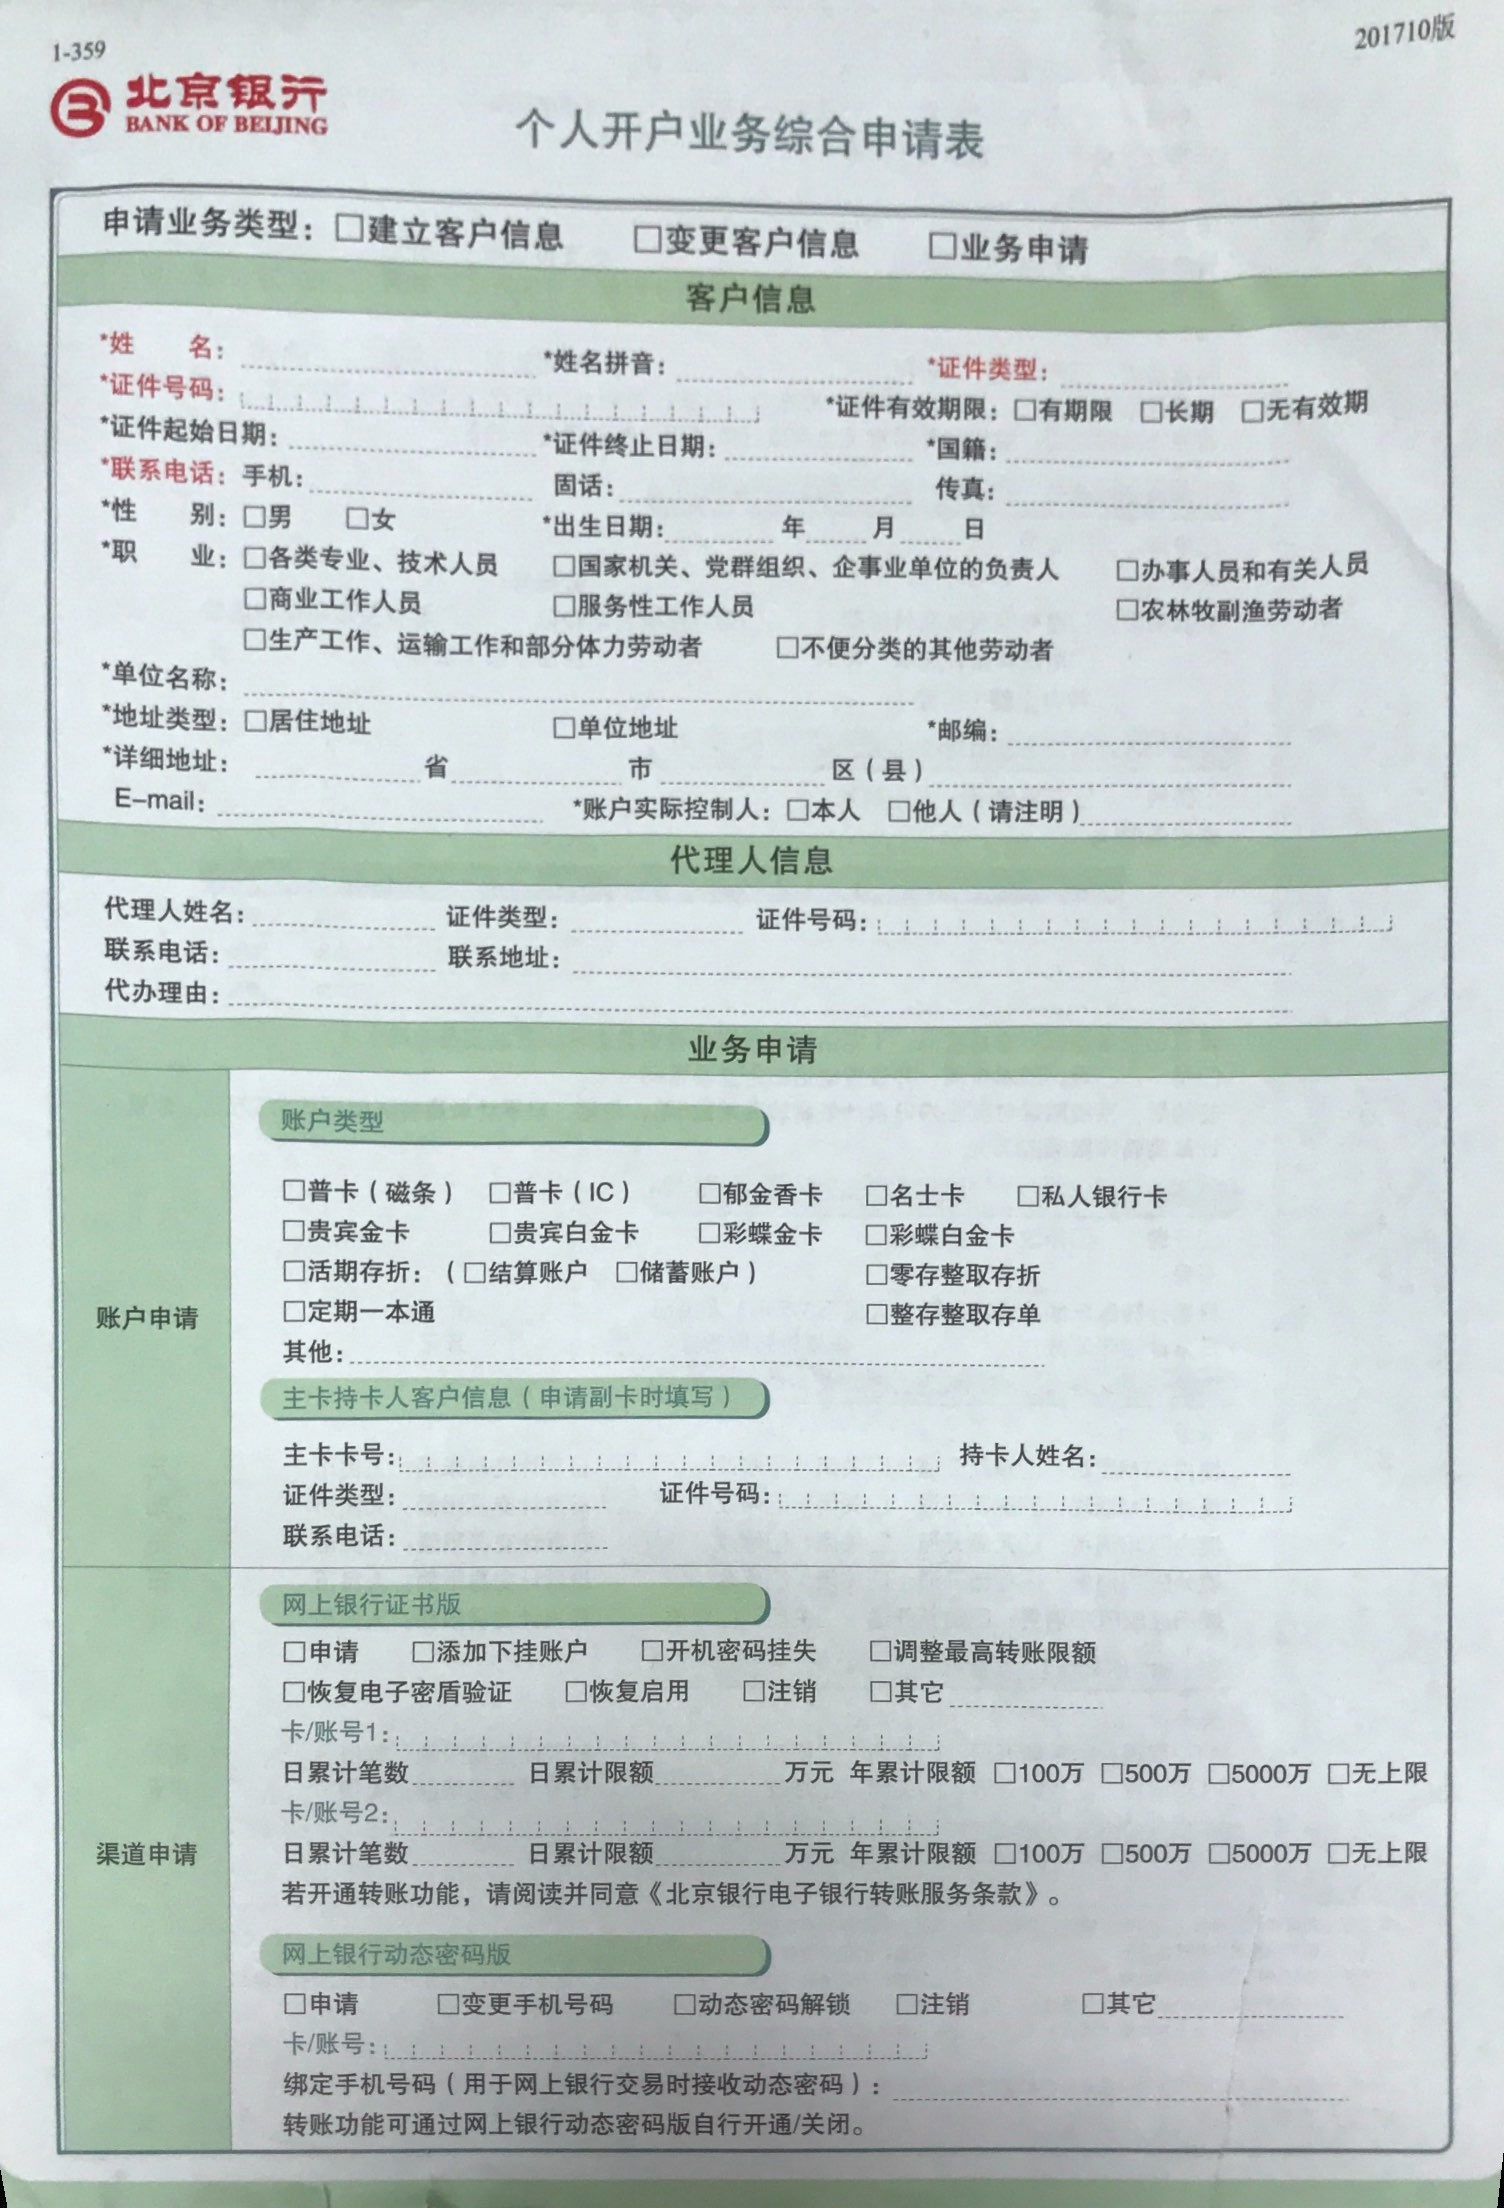 1-359
201710版
北京银行
BANK OF BEIJING
个人开户业务综合申请表
申请业务类型：□建立客户信息 □变更客户信息 □业务申请
客户信息
*姓 名： *姓名拼音： *证件类型：
*证件号码： *证件有效期限：□有期限 □长期 □无有效期
*证件起始日期： *证件终止日期： *国籍：
*联系电话：手机： 固话： 传真：
*性 别：□男 □女 *出生日期： 年 月 日
*职 业：□各类专业、技术人员 □国家机关、党群组织、企事业单位的负责人 □办事人员和有关人员
□商业工作人员 □服务性工作人员 □农林牧副渔劳动者
□生产工作、运输工作和部分体力劳动者 □不便分类的其他劳动者
*单位名称：
*地址类型：□居住地址 □单位地址 *邮编：
*详细地址： 省 市 区（县）
E-mail： *账户实际控制人：□本人 □他人（请注明）
代理人信息
代理人姓名： 证件类型： 证件号码：
联系电话： 联系地址：
代办理由：
业务申请
账户申请
账户类型
□普卡（磁条） □普卡（IC） □郁金香卡 □名士卡 □私人银行卡
□贵宾金卡 □贵宾白金卡 □彩蝶金卡 □彩蝶白金卡
□活期存折：（□结算账户 □储蓄账户） □零存整取存折
□定期一本通 □整存整取存单
其他：
主卡持卡人客户信息（申请副卡时填写）
主卡卡号： 持卡人姓名：
证件类型： 证件号码：
联系电话：
渠道申请
网上银行证书版
□申请 □添加下挂账户 □开机密码挂失 □调整最高转账限额
□恢复电子密盾验证 □恢复启用 □注销 □其它
卡/账号1：
日累计笔数 日累计限额 万元 年累计限额 □100万 □500万 □5000万 □无上限
卡/账号2：
日累计笔数 日累计限额 万元 年累计限额 □100万 □500万 □5000万 □无上限
若开通转账功能，请阅读并同意《北京银行电子银行转账服务条款》。
网上银行动态密码版
□申请 □变更手机号码 □动态密码解锁 □注销 □其它
卡/账号：
绑定手机号码（用于网上银行交易时接收动态密码）：
转账功能可通过网上银行动态密码版自行开通/关闭。